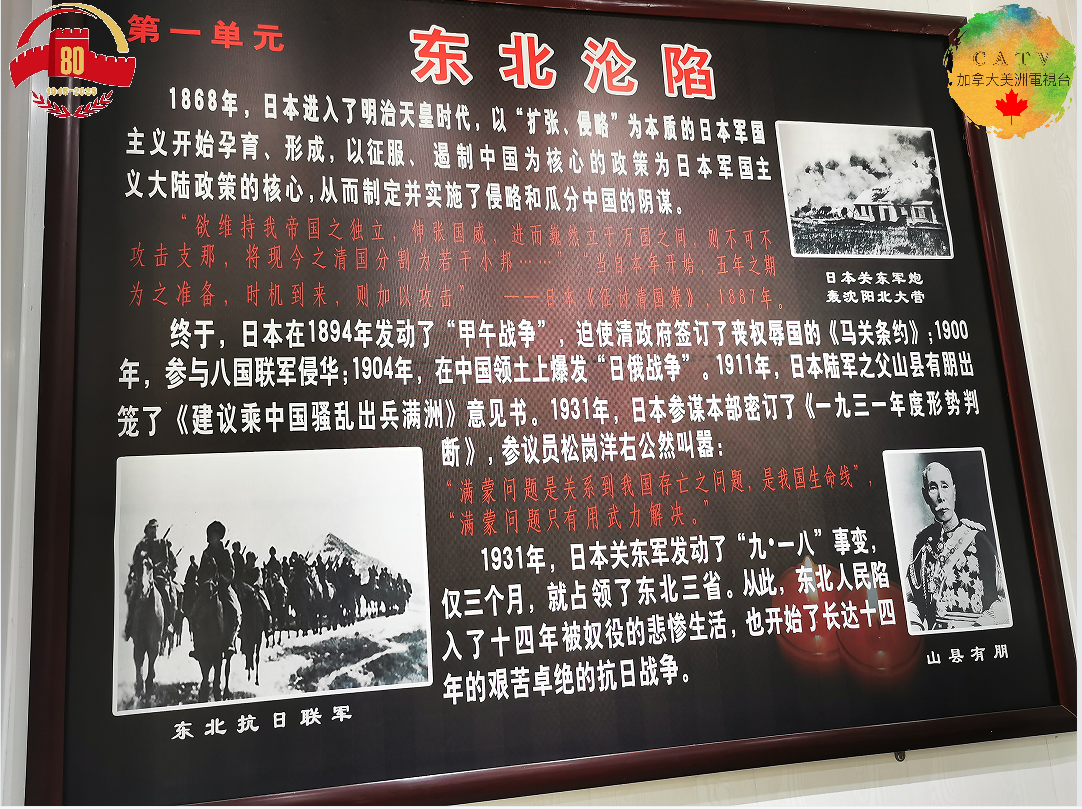 80
1945-2025
CATV
加拿大美洲電視台
第一单元
东北沦陷
1868年，日本进入了明治天皇时代，以“扩张、侵略”为本质的日本军国
主义开始孕育、形成，以征服、遏制中国为核心的政策为日本军国主
义大陆政策的核心，从而制定并实施了侵略和瓜分中国的阴谋。
“欲维持我帝国之独立，伸张国威，进而巍然立于万国之间，则不可不
攻击支那，将现今之清国分割为若干小邦……”“当自本年开始，五年之期
为之准备，时机到来，则加以攻击”——日本《征讨清国策》，1887年。
终于，日本在1894年发动了“甲午战争”，迫使清政府签订了丧权辱国的《马关条约》；1900
年，参与八国联军侵华；1904年，在中国领土上爆发“日俄战争”。1911年，日本陆军之父山县有朋出
笼了《建议乘中国骚乱出兵满洲》意见书。1931年，日本参谋本部密订了《一九三一年度形势判
断》，参议员松岗洋右公然叫嚣：
“满蒙问题是关系到我国存亡之问题，是我国生命线”，
“满蒙问题只有用武力解决。”
1931年，日本关东军发动了“九·一八”事变，
仅三个月，就占领了东北三省。从此，东北人民陷
入了十四年被奴役的悲惨生活，也开始了长达十四
年的艰苦卓绝的抗日战争。
日本关东军炮
轰沈阳北大营
东北抗日联军
山县有朋